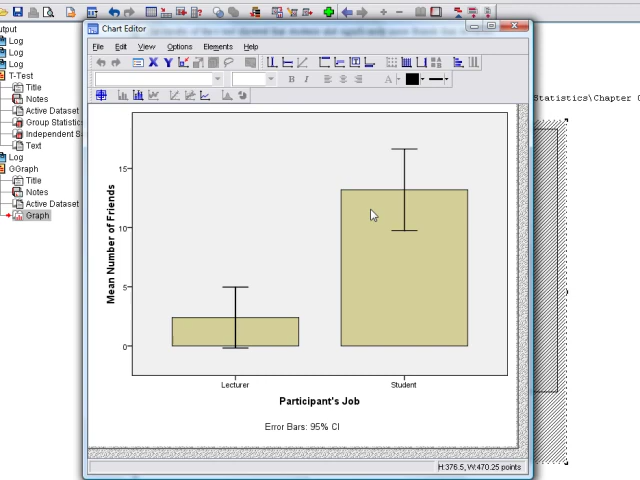 Chart Editor
File Edit View Options Elements Help
utput
Log
Log
Log
T-Test
Title
Notes
Active Dataset
Group Statistics
Independent S
Text
Log
GGraph
Title
Notes
Active Dataset
Graph
B I
A
Statistics\Chapter 0
Mean Number of Friends
15
10
5
0
Lecturer Student
Participant's Job
Error Bars: 95% CI
H:376.5, W:470.25 points